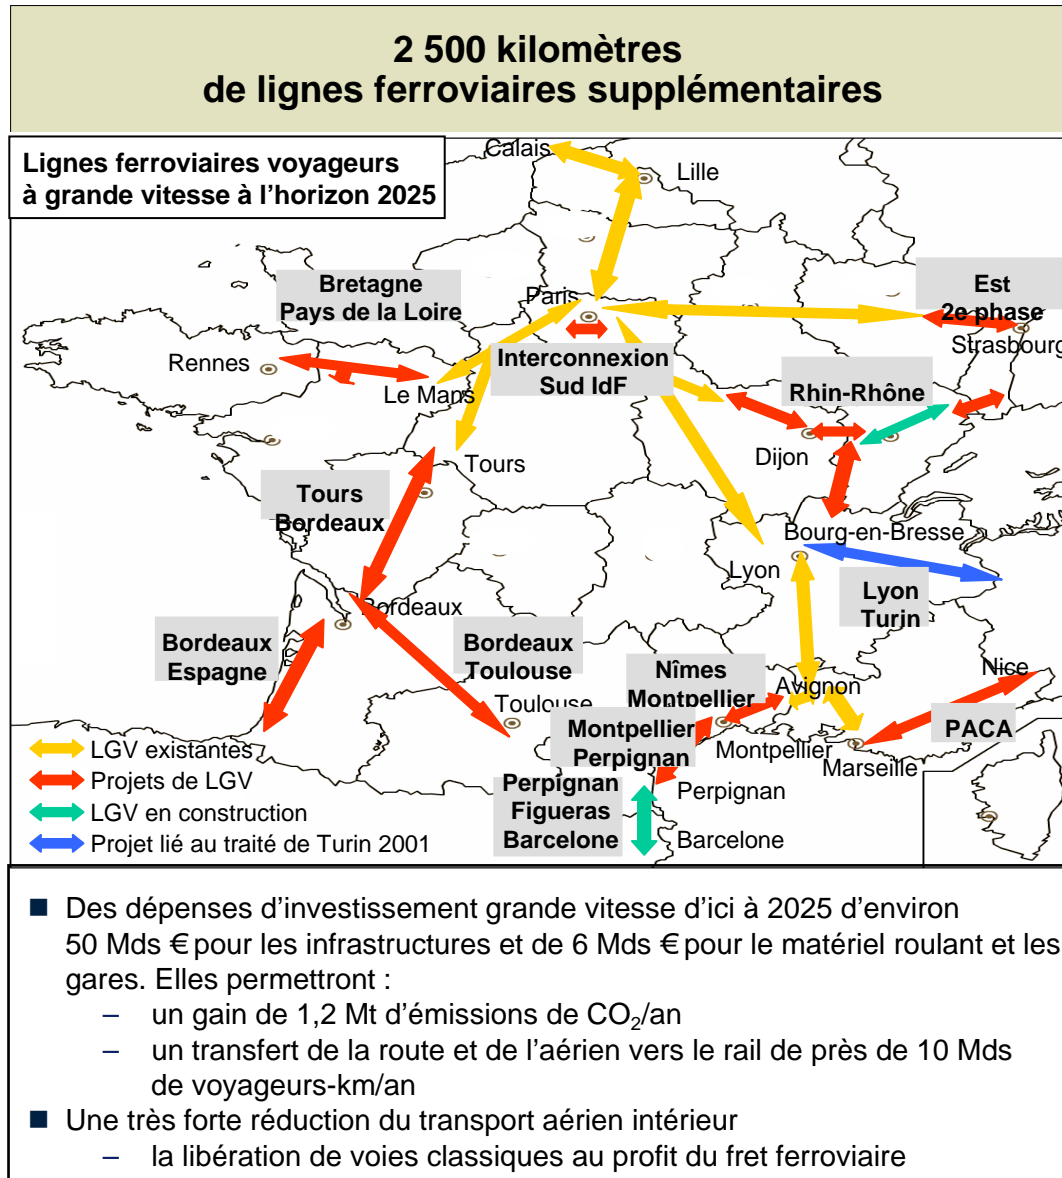 2 500 kilomètres
de lignes ferroviaires supplémentaires
Lignes ferroviaires voyageurs
à grande vitesse à l'horizon 2025
Calais
Lille
Bretagne
Pays de la Loire
Paris
Est
2e phase
Strasbourg
Rennes
Le Mans
Interconnexion
Sud IdF
Rhin-Rhône
Dijon
Tours
Tours
Bordeaux
Bourg-en-Bresse
Lyon
Lyon
Turin
Bordeaux
Bordeaux
Espagne
Bordeaux
Toulouse
Toulouse
Nîmes
Montpellier
Avignon
Nice
PACA
Montpellier
Perpignan
Montpellier
Marseille
Perpignan
Figueras
Barcelone
Perpignan
Barcelone
LGV existantes
Projets de LGV
LGV en construction
Projet lié au traité de Turin 2001
Des dépenses d'investissement grande vitesse d'ici à 2025 d'environ
50 Mds € pour les infrastructures et de 6 Mds € pour le matériel roulant et les
gares. Elles permettront :
– un gain de 1,2 Mt d'émissions de CO₂/an
– un transfert de la route et de l'aérien vers le rail de près de 10 Mds
de voyageurs-km/an
Une très forte réduction du transport aérien intérieur
– la libération de voies classiques au profit du fret ferroviaire